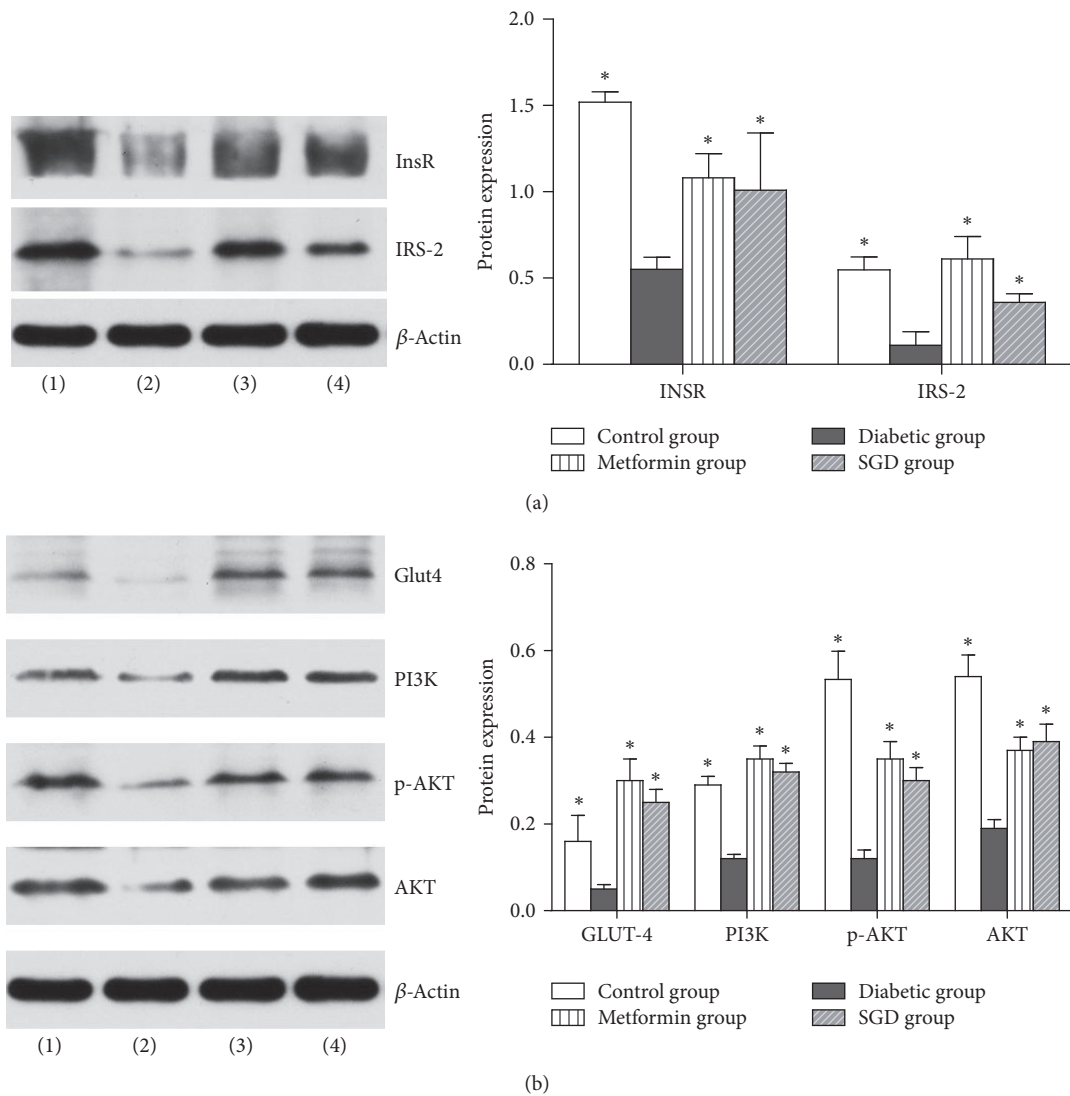 InsR
IRS-2
β-Actin
(1) (2) (3) (4)
2.0
1.5
1.0
0.5
0.0
Protein expression
* * * * * *
INSR IRS-2
Control group Diabetic group
Metformin group SGD group
(a)
Glut4
PI3K
p-AKT
AKT
β-Actin
(1) (2) (3) (4)
0.8
0.6
0.4
0.2
0.0
Protein expression
* * * * * * * * * * * *
GLUT-4 PI3K p-AKT AKT
Control group Diabetic group
Metformin group SGD group
(b)